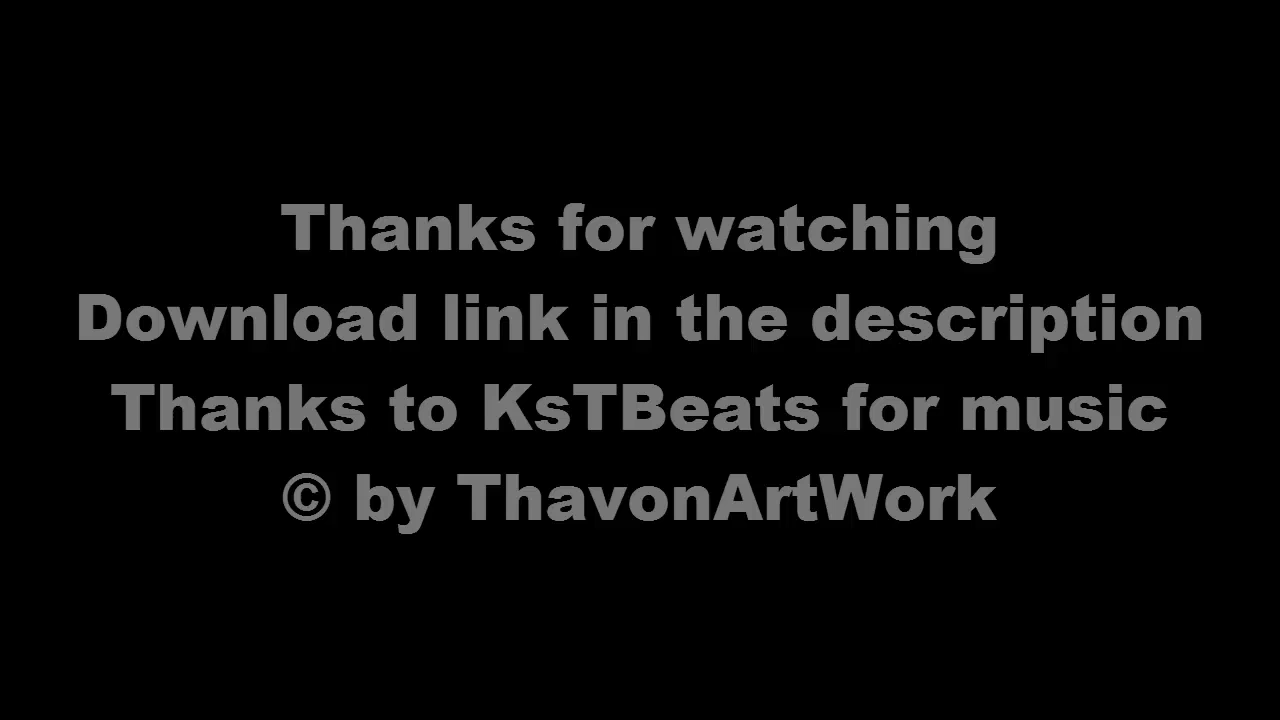 Thanks for watching
Download link in the description
Thanks to KsTBeats for music
© by ThavonArtWork